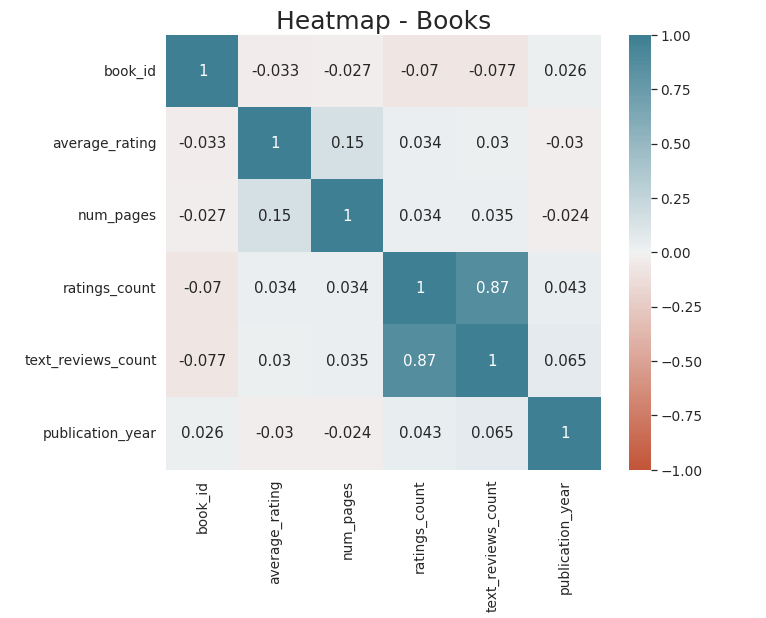 Heatmap - Books
book_id 1 -0.033 -0.027 -0.07 -0.077 0.026
average_rating -0.033 1 0.15 0.034 0.03 -0.03
num_pages -0.027 0.15 1 0.034 0.035 -0.024
ratings_count -0.07 0.034 0.034 1 0.87 0.043
text_reviews_count -0.077 0.03 0.035 0.87 1 0.065
publication_year 0.026 -0.03 -0.024 0.043 0.065 1
book_id
average_rating
num_pages
ratings_count
text_reviews_count
publication_year
1.00
0.75
0.50
0.25
0.00
−0.25
−0.50
−0.75
−1.00